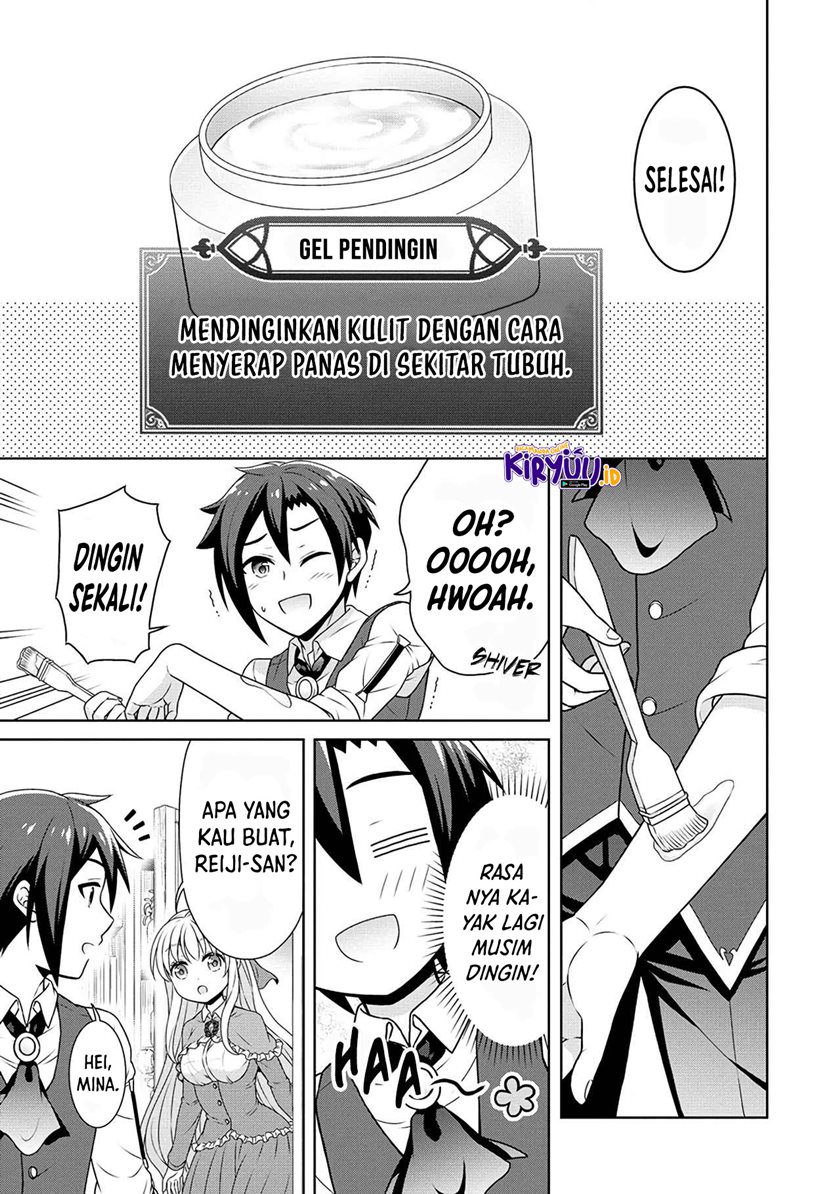 SELESAI!
GEL PENDINGIN
MENDINGINKAN KULIT DENGAN CARA
MENYERAP PANAS DI SEKITAR TUBUH.
KIRYUU.ID
OH?
OOOOH,
HWOAH.
SHIVER
DINGIN
SEKALI!
RASA
NYA KA-
YAK LAGI
MUSIM
DINGIN!
HAA~
APA YANG
KAU BUAT,
REIJI-SAN?
HEI,
MINA.